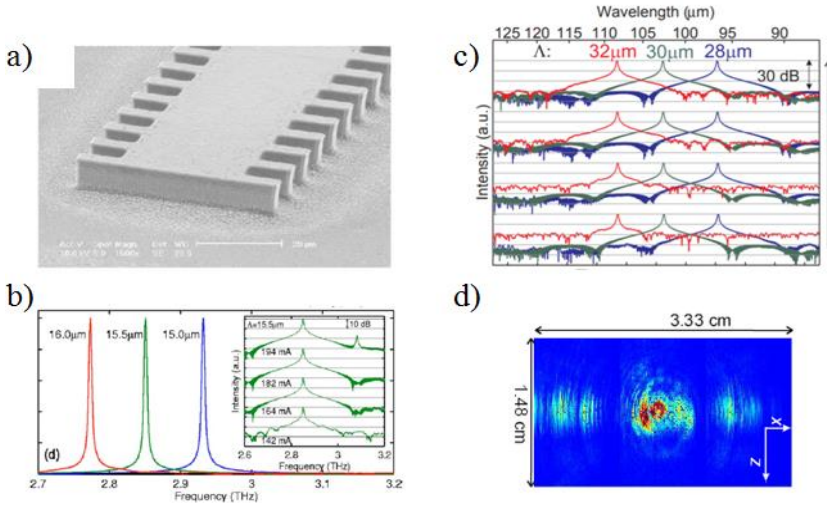 a)
20 µm
b)
16.0µm
15.5µm
15.0µm
(d)
Λ=15.5µm
10 dB
194 mA
182 mA
164 mA
142 mA
Intensity (a.u.)
2.6
2.8
3.0
3.2
Frequency (THz)
2.7
2.8
2.9
3
3.1
3.2
Frequency (THz)
c)
Wavelength (µm)
125
120
110
105
100
95
90
Λ:
32µm
30µm
28µm
30 dB
Intensity (a.u.)
d)
3.33 cm
1.48 cm
x
z